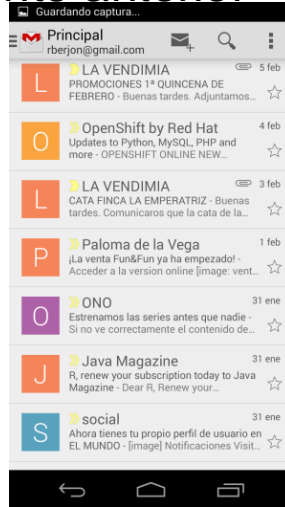 Guardando captura...
Principal
rberjon@gmail.com
L
LA VENDIMIA
5 feb
PROMOCIONES 1ª QUINCENA DE
FEBRERO - Buenas tardes. Adjuntamos…
O
OpenShift by Red Hat
4 feb
Updates to Python, MySQL, PHP and
more - OPENSHIFT ONLINE NEW…
L
LA VENDIMIA
3 feb
CATA FINCA LA EMPERATRIZ - Buenas
tardes. Comunicaros que la cata de la…
P
Paloma de la Vega
1 feb
¡La venta Fun&Fun ya ha empezado! -
Acceder a la version online [image: vent…
O
ONO
31 ene
Estrenamos las series antes que nadie -
Si no ve correctamente el contenido de…
J
Java Magazine
31 ene
R, renew your subscription today to Java
Magazine - Dear R, Renew your…
S
social
31 ene
Ahora tienes tu propio perfil de usuario en
EL MUNDO - [image] Notificaciones Visit…